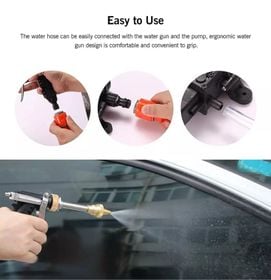 Easy to Use
The water hose can be easily connected with the water gun and the pump, ergonomic water
gun design is comfortable and convenient to grip.